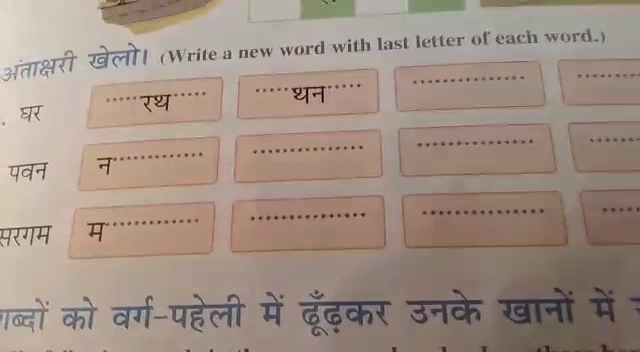 अंताक्षरी खेलो। (Write a new word with last letter of each word.)
. घर रथ थन
पवन न
सरगम म
शब्दों को वर्ग-पहेली में ढूँढ़कर उनके खानों में